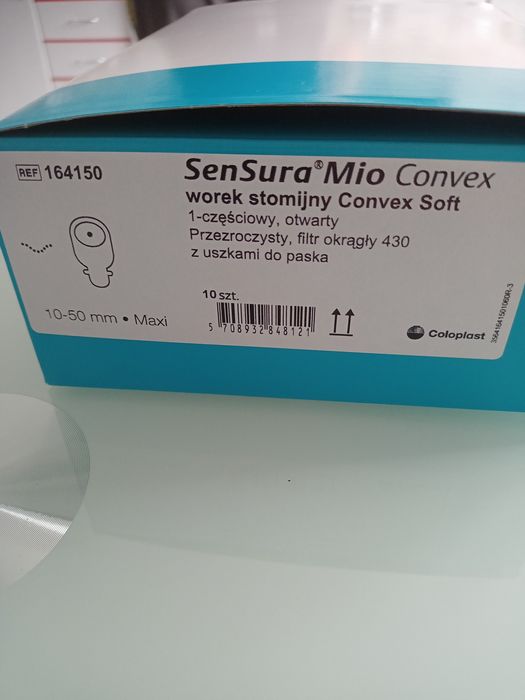 REF 164150
SenSura® Mio Convex
worek stomijny Convex Soft
1-częściowy, otwarty
Przezroczysty, filtr okrągły 430
z uszkami do paska
10 szt.
5 708932 848121
10-50 mm • Maxi
Coloplast